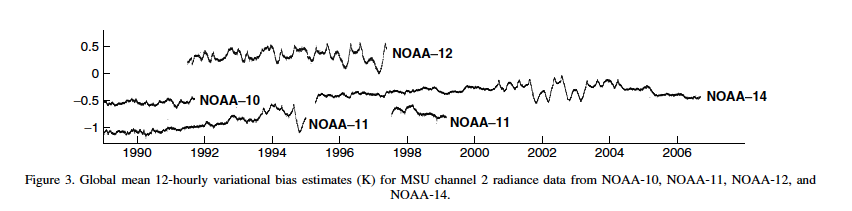 0.5
NOAA–12
0
−0.5
NOAA–10
NOAA–14
−1
NOAA–11
NOAA–11
1990 1992 1994 1996 1998 2000 2002 2004 2006
Figure 3. Global mean 12-hourly variational bias estimates (K) for MSU channel 2 radiance data from NOAA-10, NOAA-11, NOAA-12, and
NOAA-14.